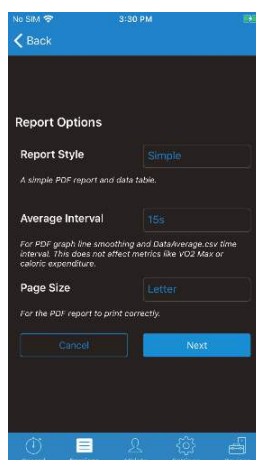 No SIM 3:30 PM
Back
Report Options
Report Style Simple
A simple PDF report and data table.
Average Interval 15s
For PDF graph line smoothing and DataAverage.csv time
interval. This does not affect metrics like VO2 Max or
caloric expenditure.
Page Size Letter
For the PDF report to print correctly.
Cancel Next